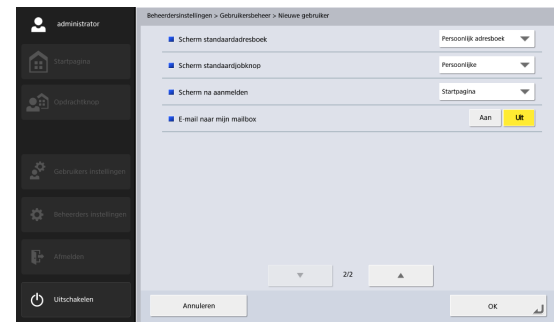 administrator
Startpagina
Opdrachtknop
Gebruikers instellingen
Beheerders instellingen
Afmelden
Uitschakelen
Beheerdersinstellingen > Gebruikersbeheer > Nieuwe gebruiker
Scherm standaardadresboek
Persoonlijk adresboek
Scherm standaardjobknop
Persoonlijke
Scherm na aanmelden
Startpagina
E-mail naar mijn mailbox
Aan
Uit
2/2
Annuleren
OK